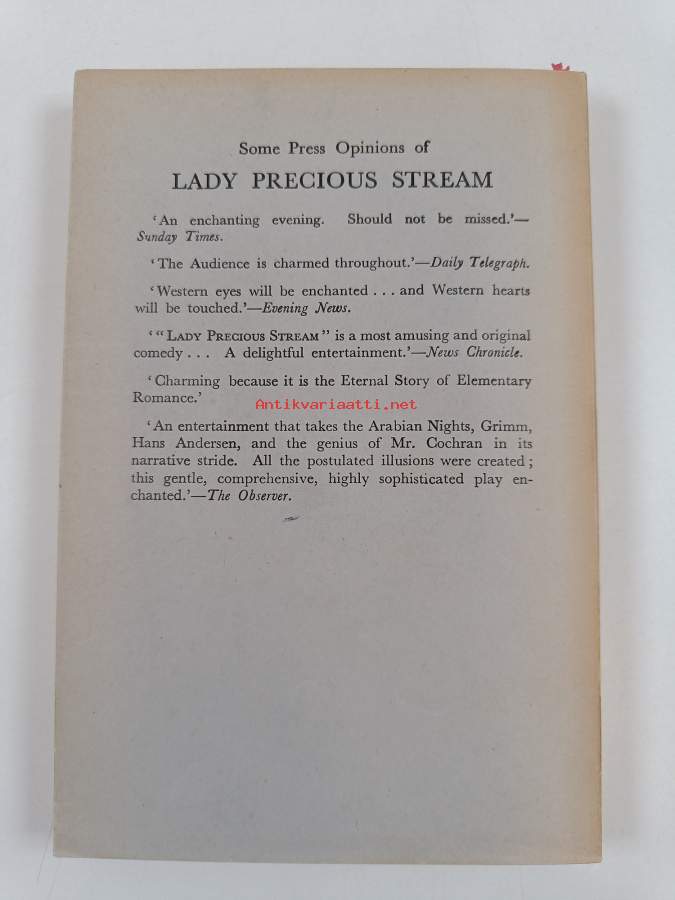 Some Press Opinions of
LADY PRECIOUS STREAM
‘An enchanting evening. Should not be missed.’—
Sunday Times.
‘The Audience is charmed throughout.’—Daily Telegraph.
‘Western eyes will be enchanted . . . and Western hearts
will be touched.’—Evening News.
‘“LADY PRECIOUS STREAM” is a most amusing and original
comedy . . . A delightful entertainment.’—News Chronicle.
‘Charming because it is the Eternal Story of Elementary
Romance.’
Antikvariaatti.net
‘An entertainment that takes the Arabian Nights, Grimm,
Hans Andersen, and the genius of Mr. Cochran in its
narrative stride. All the postulated illusions were created ;
this gentle, comprehensive, highly sophisticated play en-
chanted.’—The Observer.